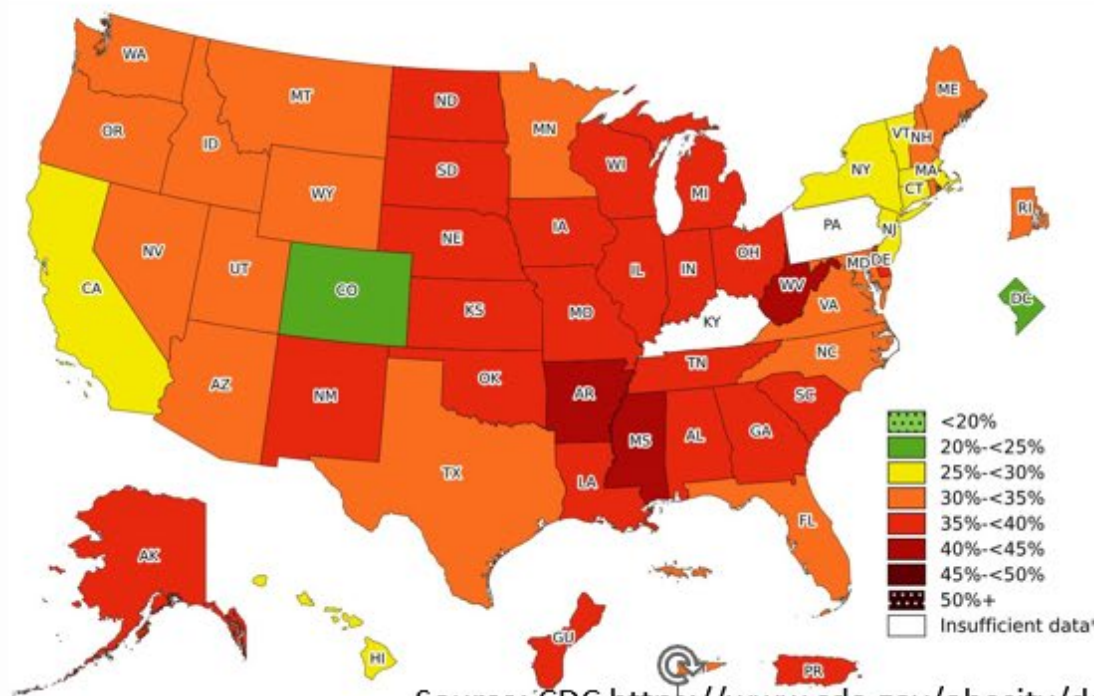 WA
MT
ND
MN
ME
OR
ID
SD
WI
MI
VT
NH
NY
MA
CT
WY
NE
IA
PA
NJ
RI
NV
UT
CO
IL
IN
OH
MD
DE
CA
KS
MO
WV
VA
DC
KY
AZ
NM
OK
AR
TN
NC
SC
MS
AL
GA
TX
LA
FL
AK
HI
GU
PR
<20%
20%-<25%
25%-<30%
30%-<35%
35%-<40%
40%-<45%
45%-<50%
50%+
Insufficient data*